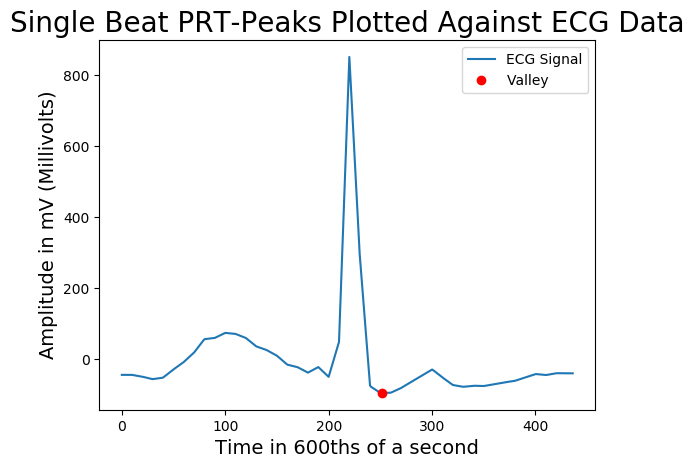 Single Beat PRT-Peaks Plotted Against ECG Data
ECG Signal
Valley
Amplitude in mV (Millivolts)
800
600
400
200
0
0 100 200 300 400
Time in 600ths of a second